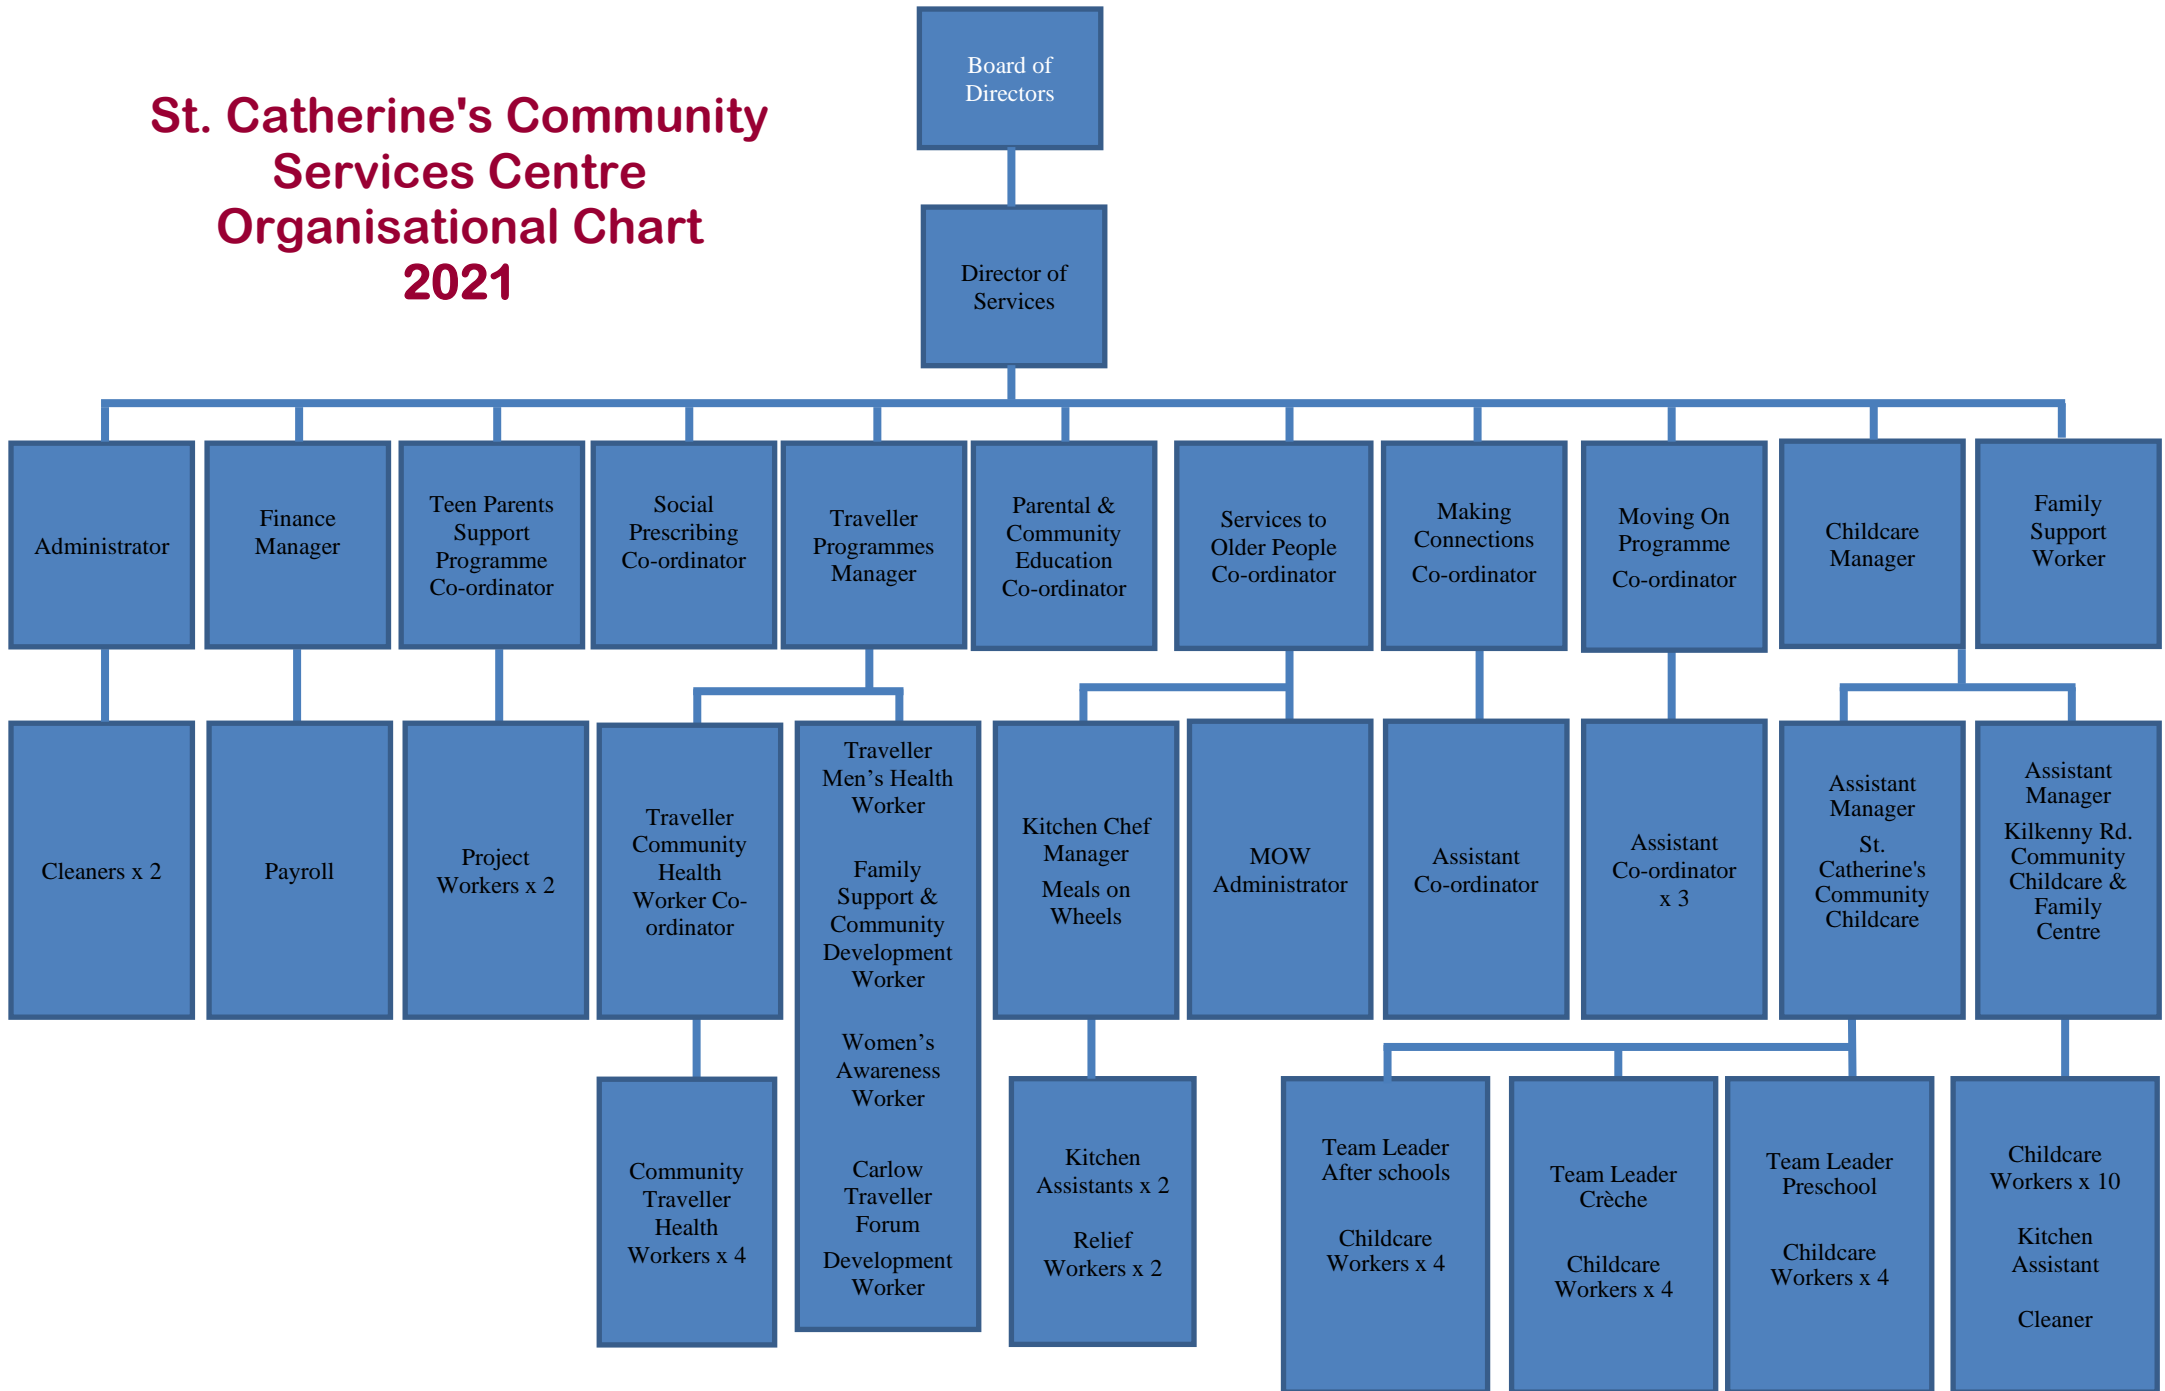 St. Catherine's Community
Services Centre
Organisational Chart
2021
Board of
Directors
Director of
Services
Administrator
Finance
Manager
Teen Parents
Support
Programme
Co-ordinator
Social
Prescribing
Co-ordinator
Traveller
Programmes
Manager
Parental &
Community
Education
Co-ordinator
Services to
Older People
Co-ordinator
Making
Connections
Co-ordinator
Moving On
Programme
Co-ordinator
Childcare
Manager
Family
Support
Worker
Cleaners x 2
Payroll
Project
Workers x 2
Traveller
Community
Health
Worker Co-
ordinator
Traveller
Men’s Health
Worker
Family
Support &
Community
Development
Worker
Women’s
Awareness
Worker
Carlow
Traveller
Forum
Development
Worker
Kitchen Chef
Manager
Meals on
Wheels
MOW
Administrator
Assistant
Co-ordinator
Assistant
Co-ordinator
x 3
Assistant
Manager
St.
Catherine's
Community
Childcare
Assistant
Manager
Kilkenny Rd.
Community
Childcare &
Family
Centre
Community
Traveller
Health
Workers x 4
Kitchen
Assistants x 2
Relief
Workers x 2
Team Leader
After schools
Childcare
Workers x 4
Team Leader
Crèche
Childcare
Workers x 4
Team Leader
Preschool
Childcare
Workers x 4
Childcare
Workers x 10
Kitchen
Assistant
Cleaner